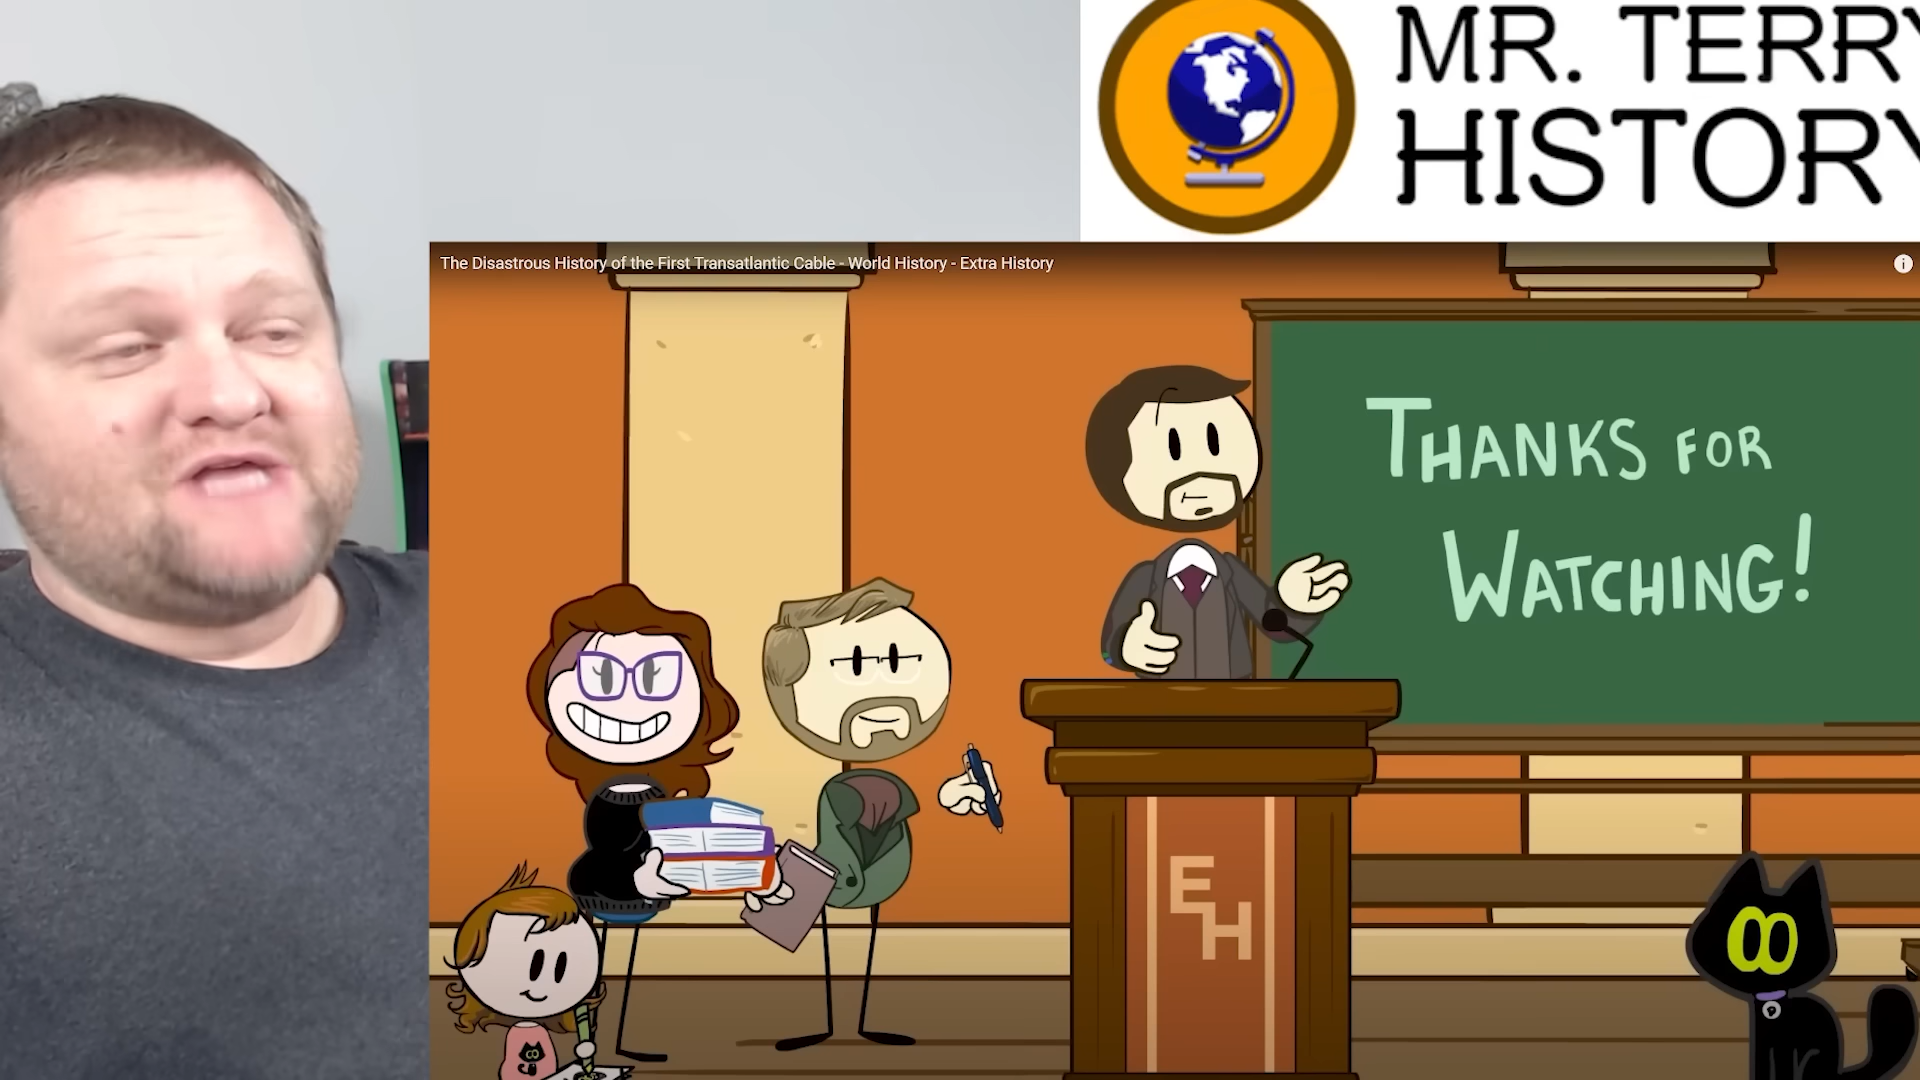 MR. TERRY
HISTORY
The Disastrous History of the First Transatlantic Cable - World History - Extra History
THANKS FOR
WATCHING!
EH